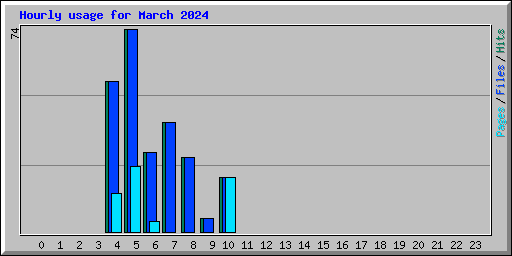 Hourly usage for March 2024
74
Pages / Files / Hits
0 1 2 3 4 5 6 7 8 9 10 11 12 13 14 15 16 17 18 19 20 21 22 23